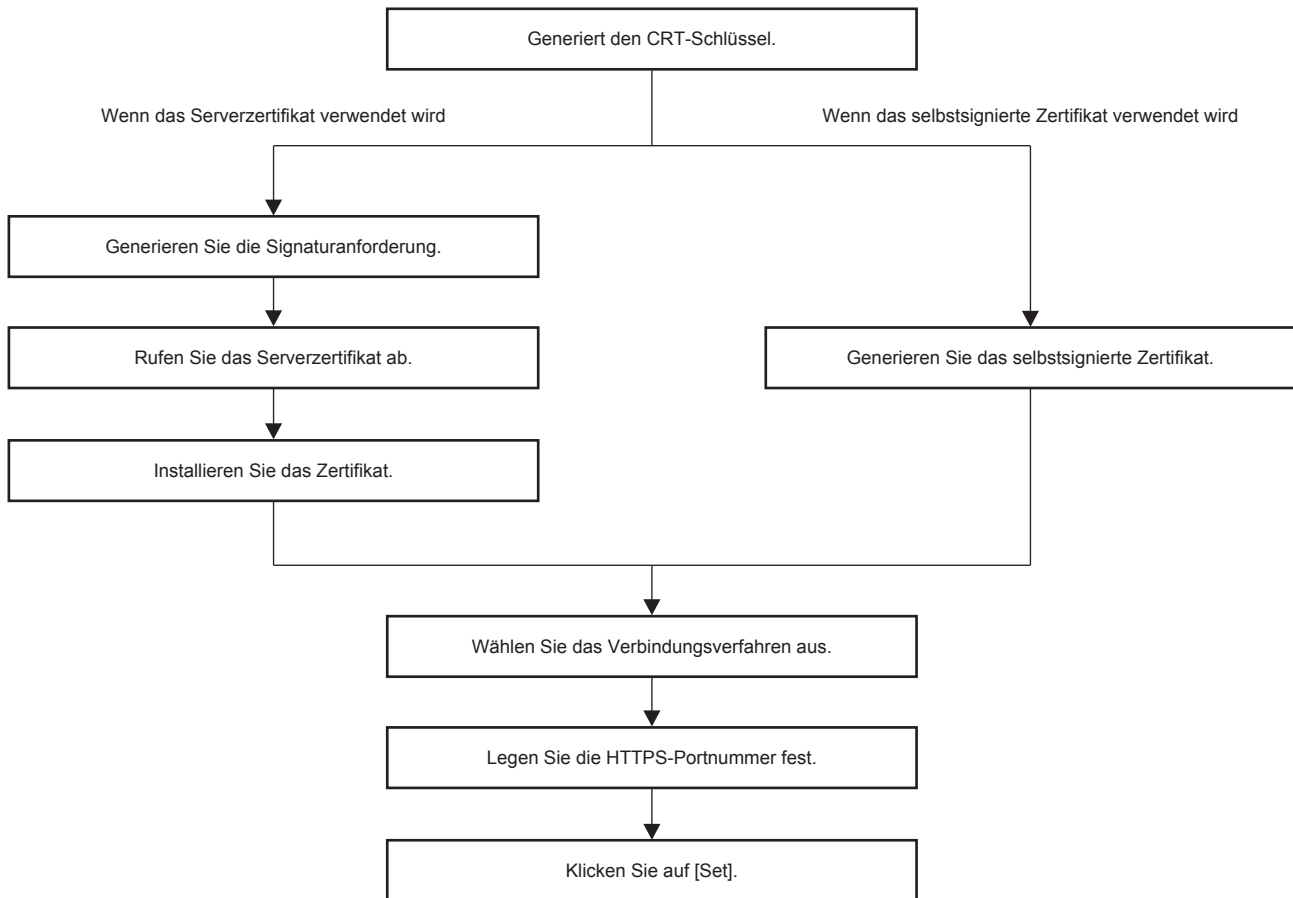 Generiert den CRT-Schlüssel.
Wenn das Serverzertifikat verwendet wird
Wenn das selbstsignierte Zertifikat verwendet wird
Generieren Sie die Signaturanforderung.
Rufen Sie das Serverzertifikat ab.
Generieren Sie das selbstsignierte Zertifikat.
Installieren Sie das Zertifikat.
Wählen Sie das Verbindungsverfahren aus.
Legen Sie die HTTPS-Portnummer fest.
Klicken Sie auf [Set].